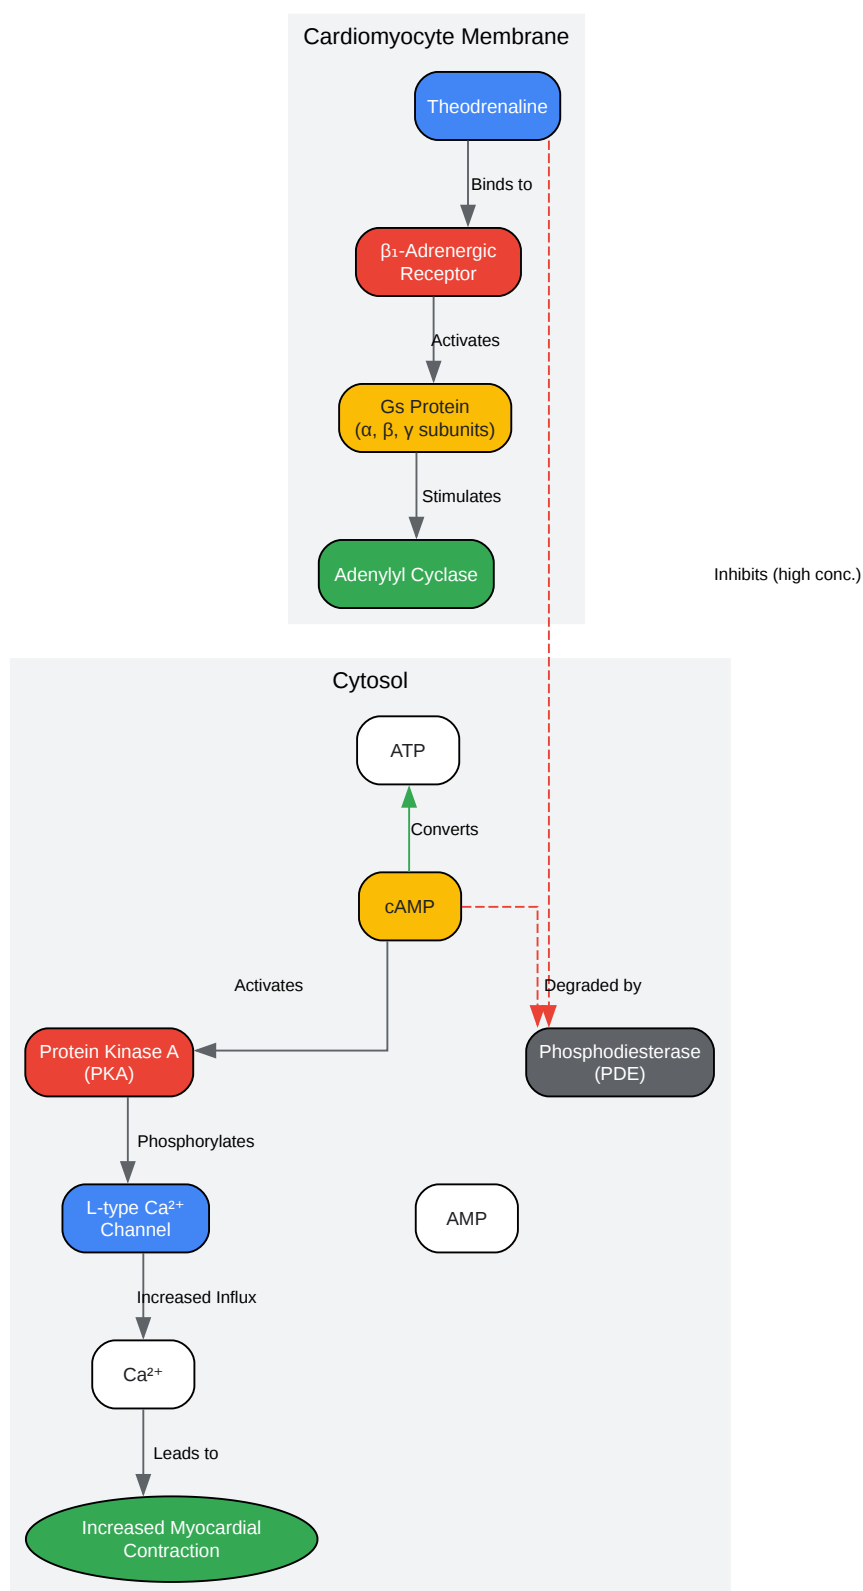 Cardiomyocyte Membrane
Theodrenaline
Binds to
β₁-Adrenergic
Receptor
Activates
Gs Protein
(α, β, γ subunits)
Stimulates
Adenylyl Cyclase
Inhibits (high conc.)
Cytosol
ATP
Converts
cAMP
Activates
Degraded by
Protein Kinase A
(PKA)
Phosphodiesterase
(PDE)
Phosphorylates
L-type Ca²⁺
Channel
AMP
Increased Influx
Ca²⁺
Leads to
Increased Myocardial
Contraction